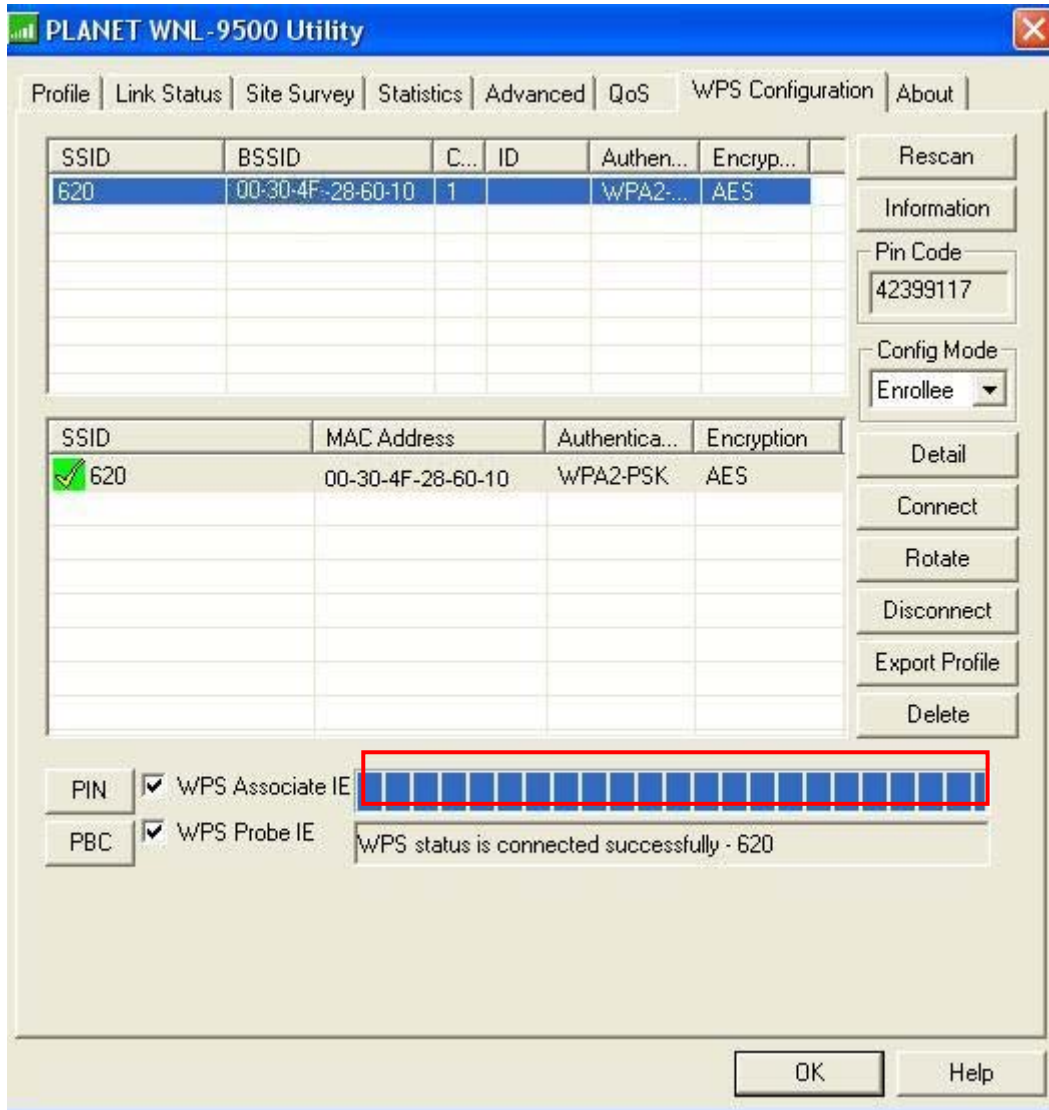 PLANET WNL-9500 Utility
Profile Link Status Site Survey Statistics Advanced QoS WPS Configuration About
SSID BSSID C... ID Authen... Encryp...
620 00-30-4F-28-60-10 1 WPA2-... AES
Rescan
Information
Pin Code
42399117
Config Mode
Enrollee
SSID MAC Address Authentica... Encryption
620 00-30-4F-28-60-10 WPA2-PSK AES
Detail
Connect
Rotate
Disconnect
Export Profile
Delete
PIN WPS Associate IE
PBC WPS Probe IE
WPS status is connected successfully - 620
OK Help